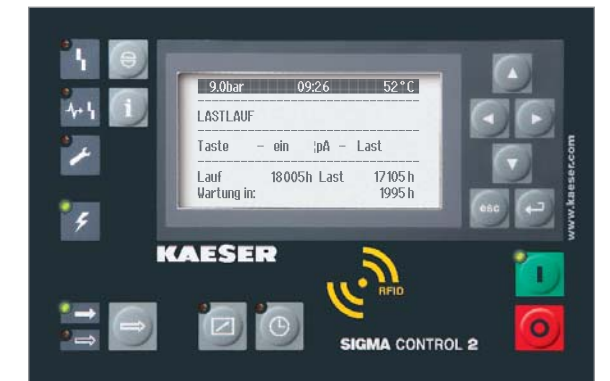 9.0bar 09:26 52°C
LASTLAUF
Taste - ein ¦pA - Last
Lauf 18005h Last 17105h
Wartung in: 1995h
esc
www.kaeser.com
KAESER
RFID
I
O
SIGMA CONTROL 2